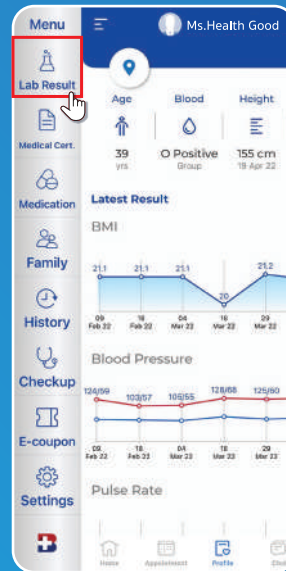 Menu
Ms.Health Good
Lab Result
Medical Cert.
Medication
Family
History
Checkup
E-coupon
Settings
Age
Blood
Height
39
O Positive
155 cm
yrs
Group
19 Apr 22
Latest Result
BMI
21.1
21.1
21.1
20
21.2
09
18
04
16
29
Feb 22
Feb 22
Mar 22
Mar 22
Mar 22
Blood Pressure
124/59
103/57
105/55
128/68
125/60
09
18
04
16
29
Feb 22
Feb 22
Mar 22
Mar 22
Mar 22
Pulse Rate
Home
Appointment
Profile